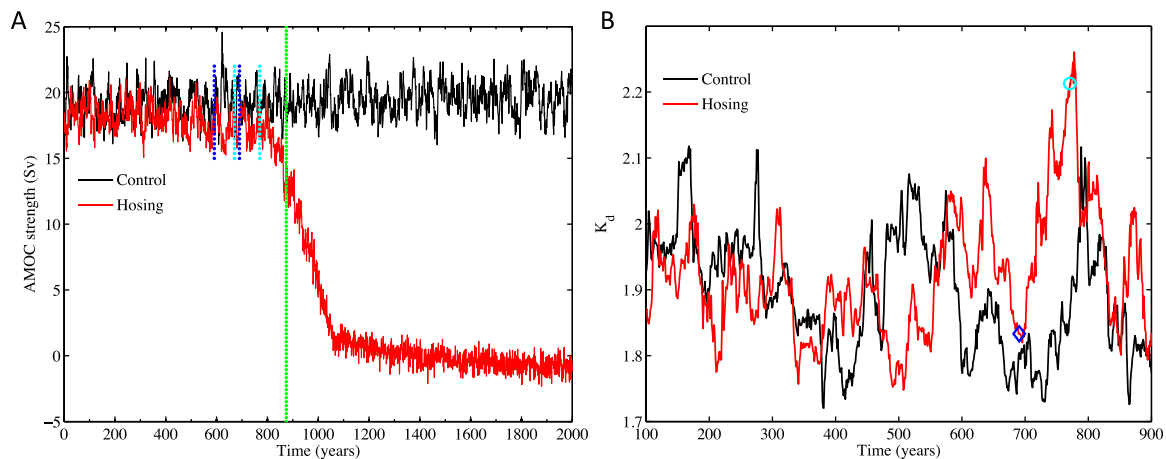 A
AMOC strength (Sv)
25
20
15
10
5
0
−5
Control
Hosing
0 200 400 600 800 1000 1200 1400 1600 1800 2000
Time (years)
B
K_d
2.2
2.1
2
1.9
1.8
1.7
Control
Hosing
100 200 300 400 500 600 700 800 900
Time (years)